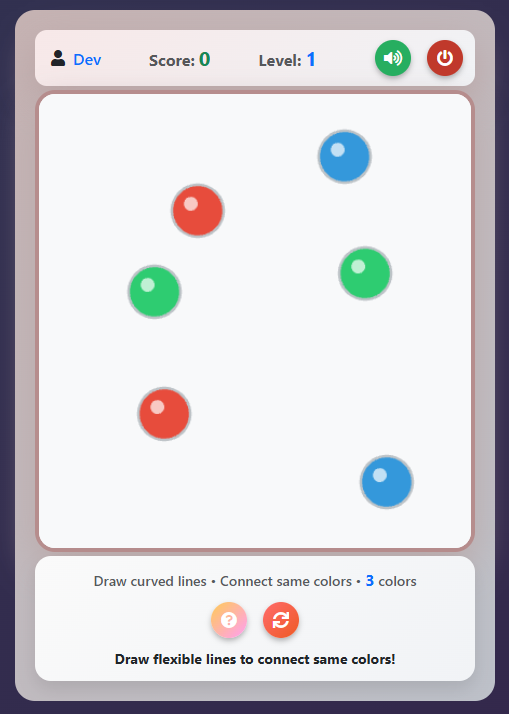 Dev Score: 0 Level: 1
Draw curved lines • Connect same colors • 3 colors
?
Draw flexible lines to connect same colors!